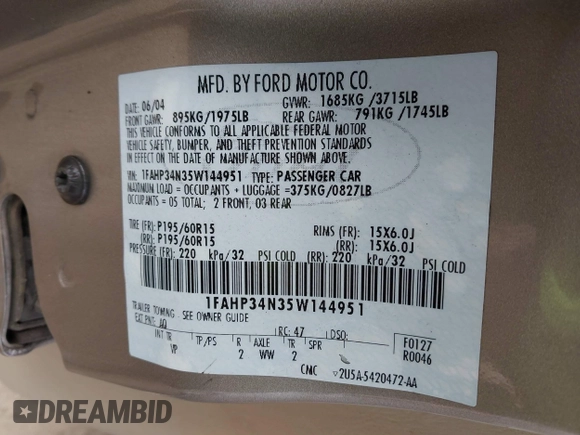 MFD. BY FORD MOTOR CO.
DATE: 06/04 GVWR: 1685KG /3715LB
FRONT GAWR: 895KG/1975LB REAR GAWR: 791KG /1745LB
THIS VEHICLE CONFORMS TO ALL APPLICABLE FEDERAL MOTOR
VEHICLE SAFETY, BUMPER, AND THEFT PREVENTION STANDARDS
IN EFFECT ON THE DATE OF MANUFACTURE SHOWN ABOVE.
VIN: 1FAHP34N35W144951 TYPE: PASSENGER CAR
MAXIMUM LOAD = OCCUPANTS + LUGGAGE =375KG/0827LB
OCCUPANTS = 05 TOTAL; 2 FRONT, 03 REAR
TIRE (FR): P195/60R15 RIMS (FR): 15X6.0J
(RR): P195/60R15 (RR): 15X6.0J
PRESSURE (FR): 220 kPa/32 PSI COLD (RR): 220 kPa/32 PSI COLD
1FAHP34N35W144951
TRAILER TOWING - SEE OWNER GUIDE
EXT PNT: AQ RC: 47 DSO: F0127
INT TR TP/PS R AXLE TR SPR R0046
VP 2 WW 2
CMC ▽2U5A-5420472-AA
DREAMBID
CAR AUCTIONS